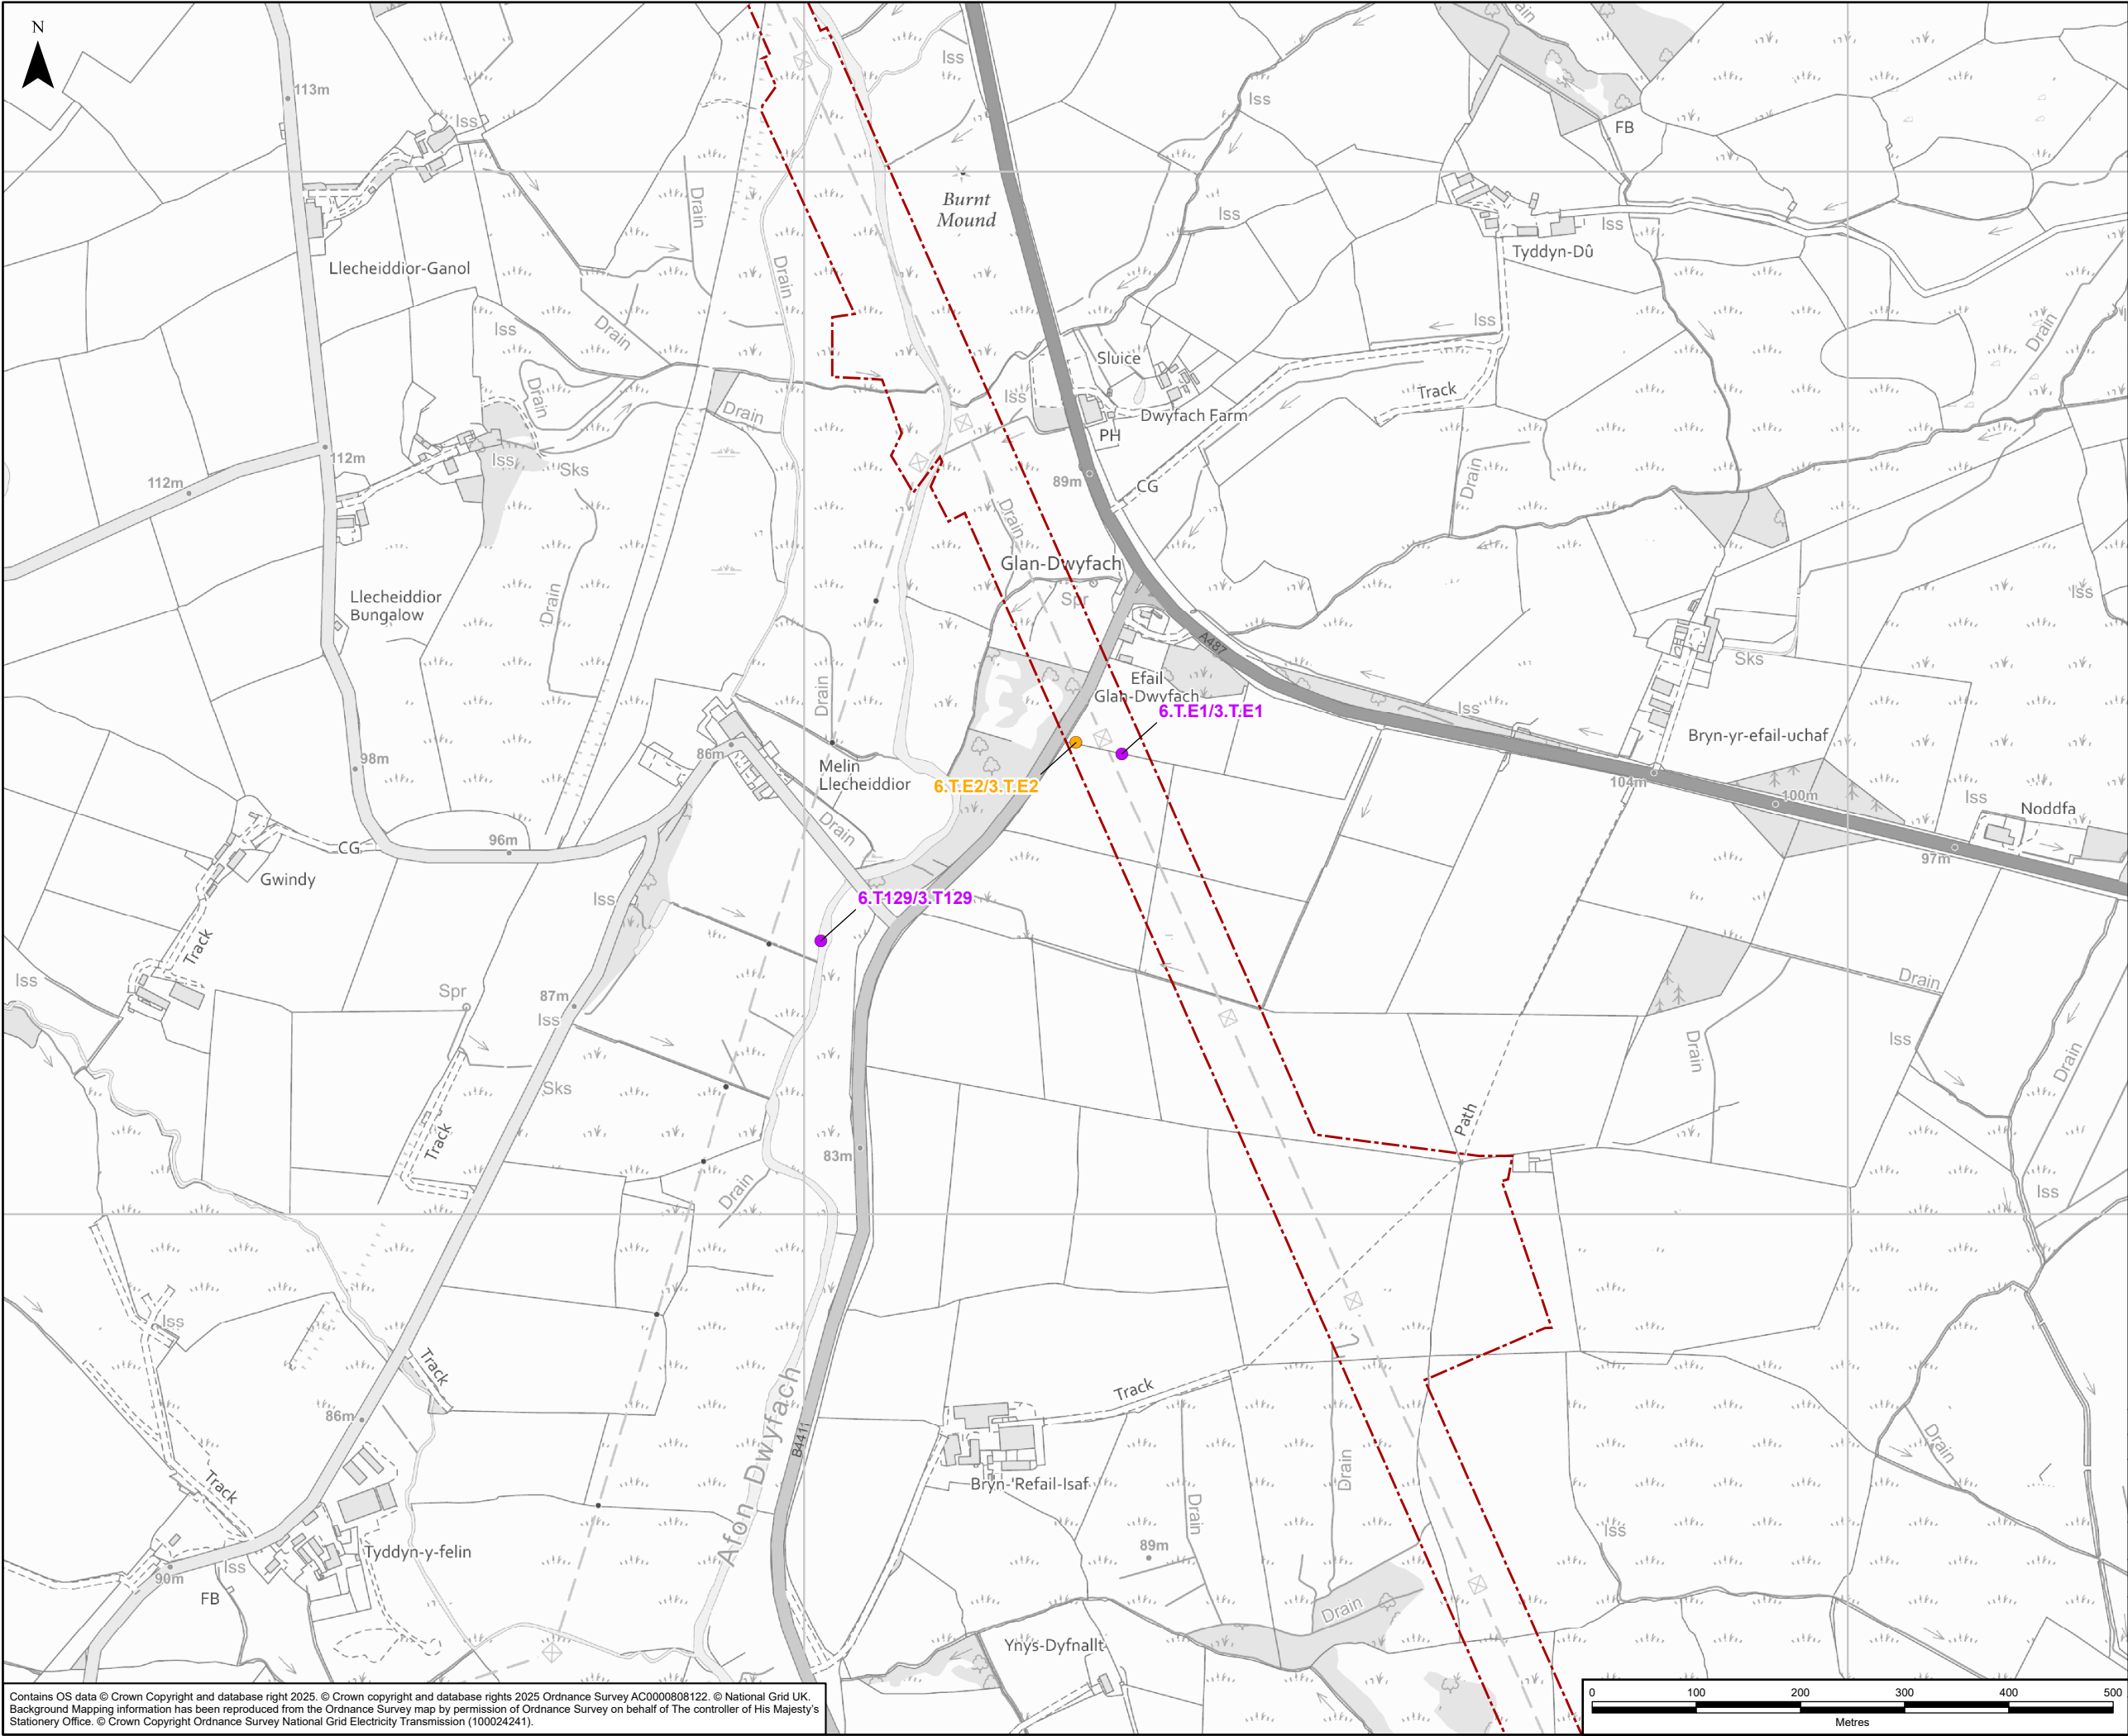 N
Iss
113m
Iss
Iss
ain
FB
Drain
Burnt
Mound
Iss
Iss
Tyddyn-Dû
Llecheiddior-Ganol
Drain
Iss
Drain
Iss
Drain
Sluice
Drain
Iss
Track
Drain
Dwyfach Farm
PH
112m
Iss
Sks
112m
89m
CG
Drain
Drain
Glan-Dwyfach
Spr
Iss
Llecheiddior
Bungalow
Drain
A487
Sks
Drain
Efail
Glan-Dwyfach
6.T.E1/3.T.E1
Iss
Bryn-yr-efail-uchaf
86m
98m
Melin
Llecheiddior
6.T.E2/3.T.E2
104m
100m
Iss
Noddfa
Drain
96m
CG
97m
Gwindy
Iss
6.T129/3.T129
Track
Iss
Spr
87m
Iss
Drain
Iss
Drain
Drain
Sks
Track
Path
83m
Drain
Iss
Iss
Track
Afon Dwyfach
Track
86m
B4411
Drain
Track
Bryn-'Refail-Isaf
Drain
Drain
Iss
89m
Tyddyn-y-felin
Iss
90m
FB
Drain
Ynys-Dyfnallt
Contains OS data © Crown Copyright and database right 2025. © Crown copyright and database rights 2025 Ordnance Survey AC0000808122. © National Grid UK.
Background Mapping information has been reproduced from the Ordnance Survey map by permission of Ordnance Survey on behalf of The controller of His Majesty's
Stationery Office. © Crown Copyright Ordnance Survey National Grid Electricity Transmission (100024241).
0 100 200 300 400 500
Metres